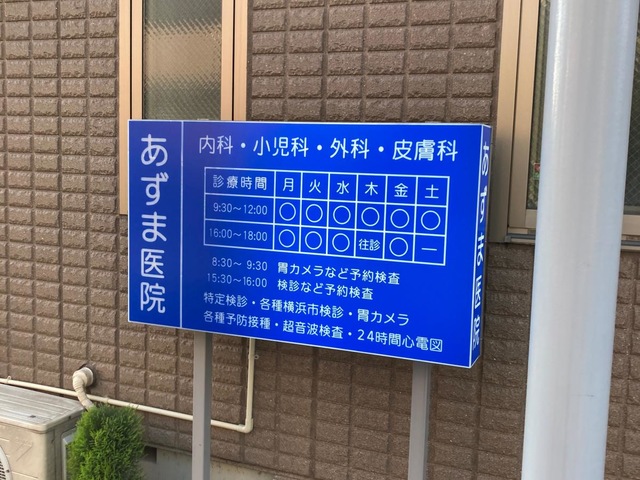 あずま医院
内科・小児科・外科・皮膚科
診療時間 月 火 水 木 金 土
9:30〜12:00 ○ ○ ○ ○ ○ ○
16:00〜18:00 ○ ○ ○ 往診 ○ ー
8:30〜 9:30 胃カメラなど予約検査
15:30〜16:00 検診など予約検査
特定検診・各種横浜市検診・胃カメラ
各種予防接種・超音波検査・24時間心電図
あずま医院